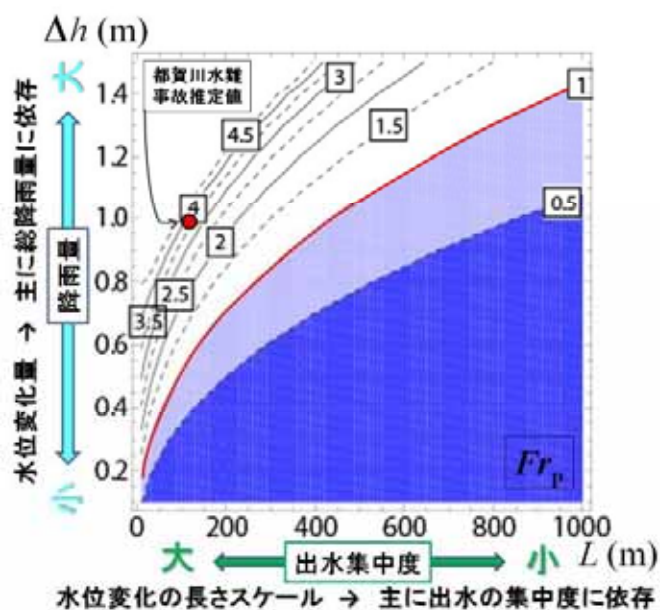 Δh (m)
都賀川水難
事故推定値
大
水位変化量 → 主に総降雨量に依存
降雨量
小
1.4
1.2
1.0
0.8
0.6
0.4
0.2
4.5
3
1.5
1
4
2
0.5
2.5
3.5
Fr_P
0
200
400
600
800
1000
L (m)
大
出水集中度
小
水位変化の長さスケール → 主に出水の集中度に依存